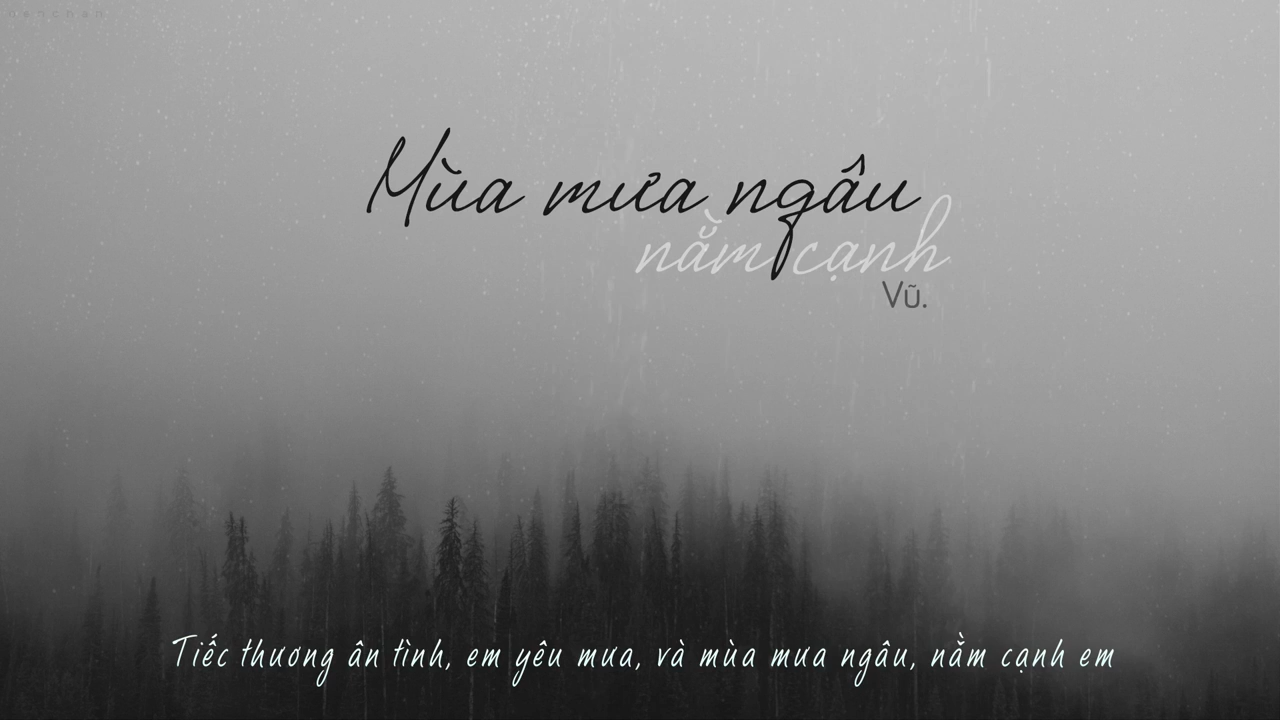 Mùa mưa ngâu
nằm cạnh
Vũ.
Tiếc thương ân tình, em yêu mưa, và mùa mưa ngâu, nằm cạnh em